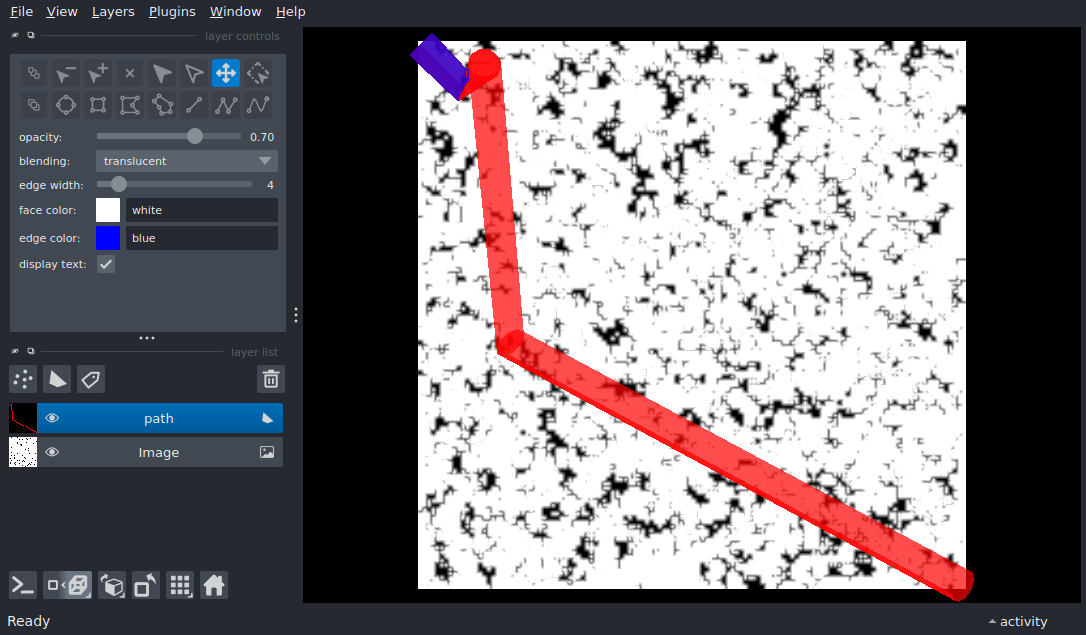 File View Layers Plugins Window Help
layer controls
opacity: 0.70
blending: translucent
edge width: 4
face color: white
edge color: blue
display text:
layer list
path
Image
Ready
activity